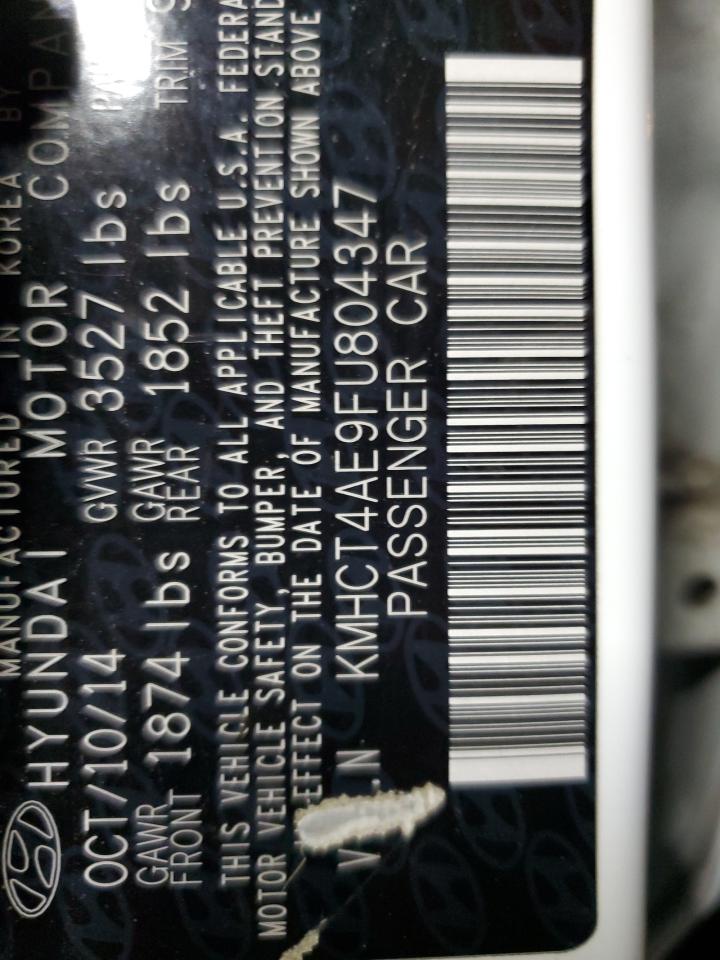 MANUFACTURED IN KOREA BY
HYUNDAI MOTOR COMPAN
OCT/10/14 GVWR 3527 lbs
GAWR FRONT 1874 lbs GAWR REAR 1852 lbs TRIM
THIS VEHICLE CONFORMS TO ALL APPLICABLE U.S.A. FEDERA
MOTOR VEHICLE SAFETY, BUMPER, AND THEFT PREVENTION STAND
EFFECT ON THE DATE OF MANUFACTURE SHOWN ABOVE
V.I.N KMHCT4AE9FU804347
PASSENGER CAR